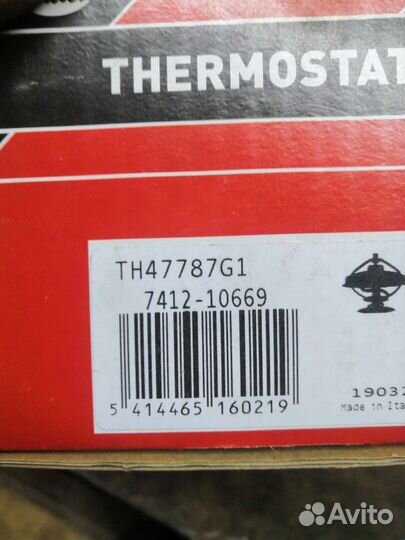 THERMOSTAT
TH47787G1
7412-10669
5 414465 160219
19032
Made in Ita
Avito